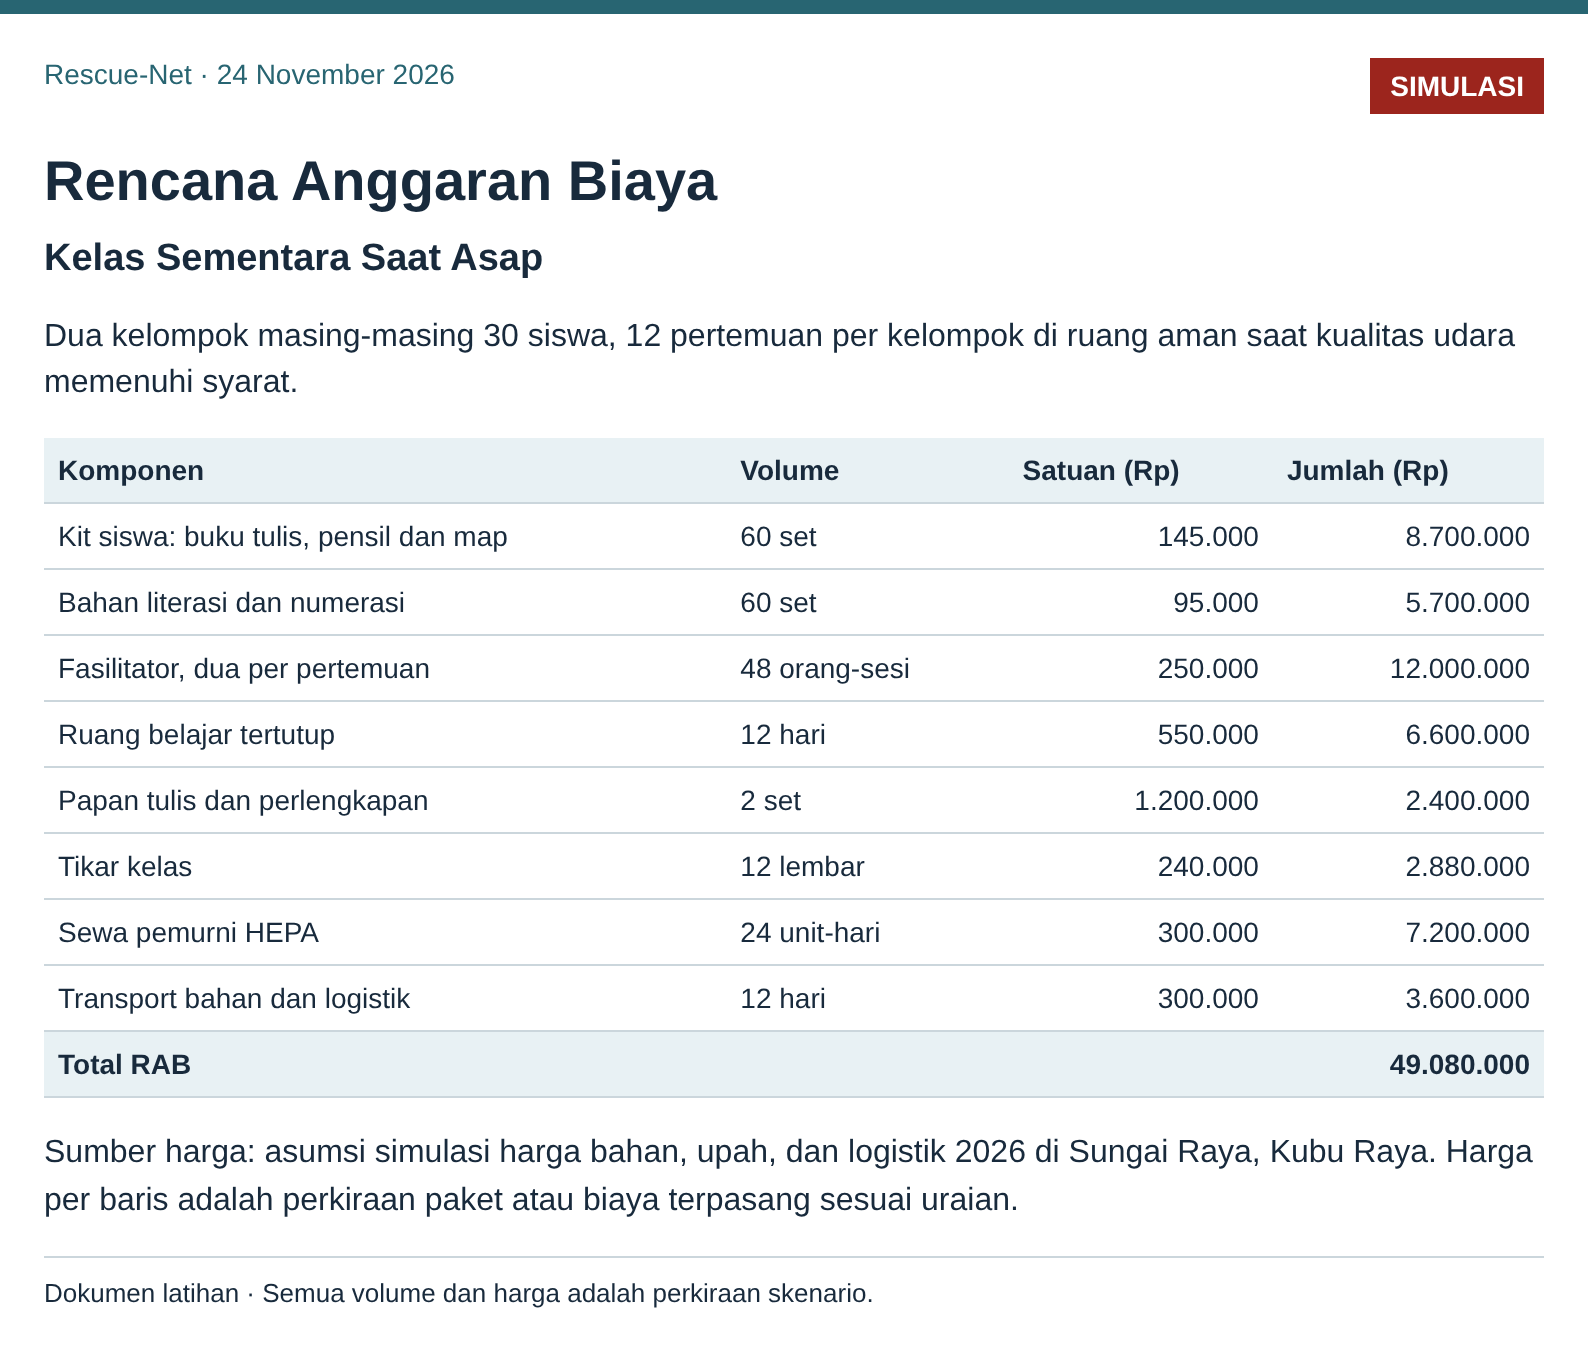 Rescue-Net · 24 November 2026
SIMULASI
Rencana Anggaran Biaya
Kelas Sementara Saat Asap
Dua kelompok masing-masing 30 siswa, 12 pertemuan per kelompok di ruang aman saat kualitas udara
memenuhi syarat.
Komponen Volume Satuan (Rp) Jumlah (Rp)
Kit siswa: buku tulis, pensil dan map 60 set 145.000 8.700.000
Bahan literasi dan numerasi 60 set 95.000 5.700.000
Fasilitator, dua per pertemuan 48 orang-sesi 250.000 12.000.000
Ruang belajar tertutup 12 hari 550.000 6.600.000
Papan tulis dan perlengkapan 2 set 1.200.000 2.400.000
Tikar kelas 12 lembar 240.000 2.880.000
Sewa pemurni HEPA 24 unit-hari 300.000 7.200.000
Transport bahan dan logistik 12 hari 300.000 3.600.000
Total RAB 49.080.000
Sumber harga: asumsi simulasi harga bahan, upah, dan logistik 2026 di Sungai Raya, Kubu Raya. Harga
per baris adalah perkiraan paket atau biaya terpasang sesuai uraian.
Dokumen latihan · Semua volume dan harga adalah perkiraan skenario.